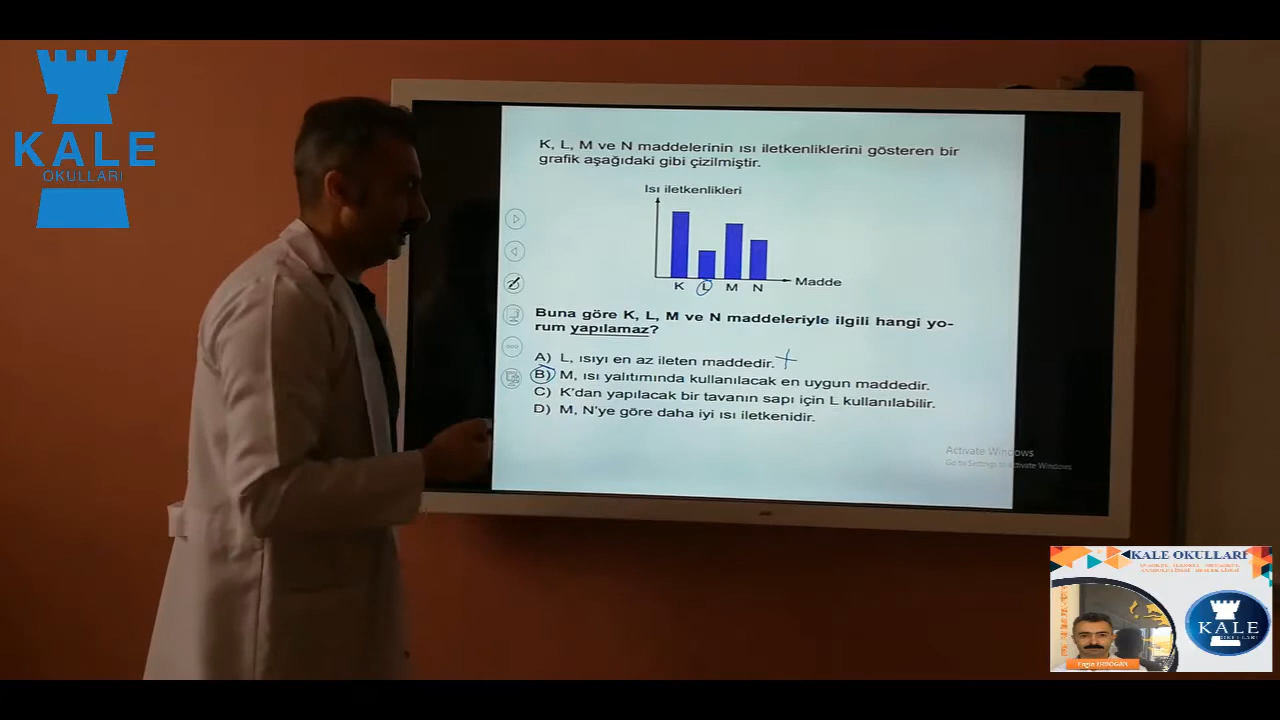 KALE
OKULLARI
K, L, M ve N maddelerinin ısı iletkenliklerini gösteren bir
grafik aşağıdaki gibi çizilmiştir.
Isı iletkenlikleri
Madde
K L M N
Buna göre K, L, M ve N maddeleriyle ilgili hangi yo-
rum yapılamaz?
A) L, ısıyı en az ileten maddedir.
B) M, ısı yalıtımında kullanılacak en uygun maddedir.
C) K'dan yapılacak bir tavanın sapı için L kullanılabilir.
D) M, N'ye göre daha iyi ısı iletkenidir.
Activate Windows
Go to Settings to activate Windows
KALE OKULLARI
KALE
OKULLARI
Engin ERDOĞAN